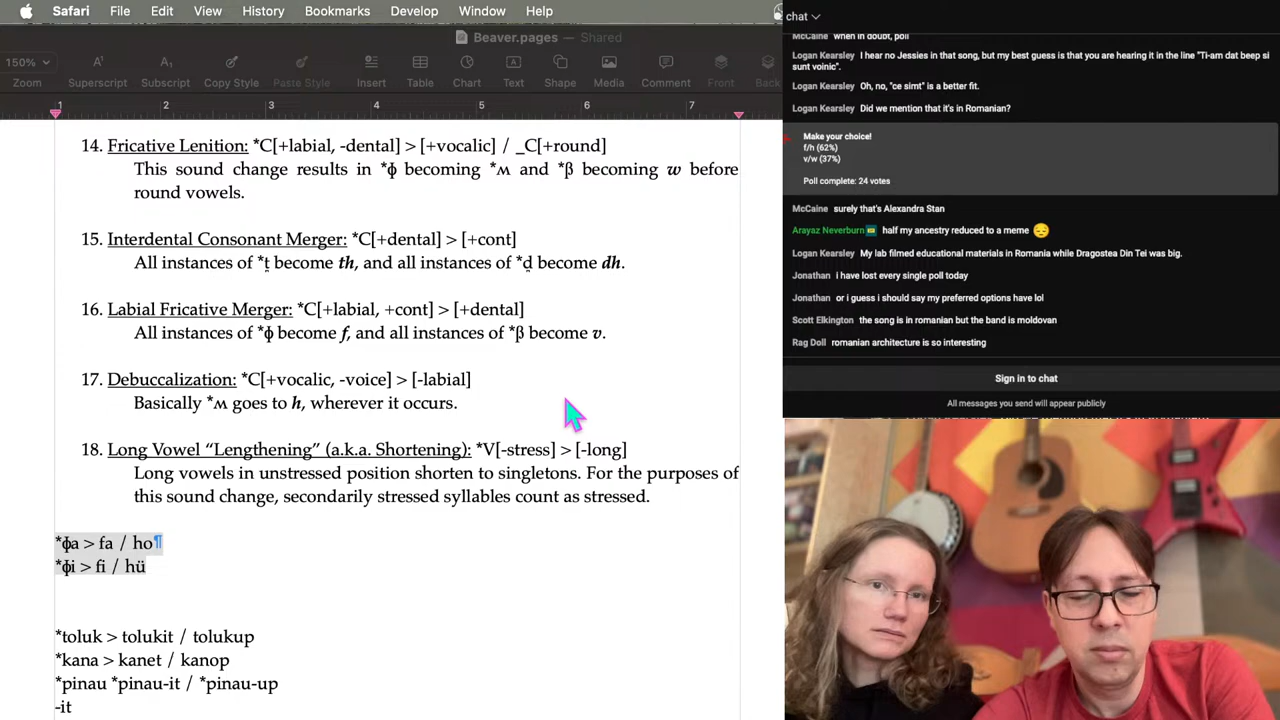 Safari File Edit View History Bookmarks Develop Window Help
Beaver.pages — Shared
150%
Zoom Superscript Subscript Copy Style Paste Style Insert Table Chart Text Shape Media Comment Front Back
1 2 3 4 5 6 7
14. Fricative Lenition: *C[+labial, -dental] > [+vocalic] / _C[+round]
This sound change results in *ɸ becoming *ʍ and *β becoming w before
round vowels.
15. Interdental Consonant Merger: *C[+dental] > [+cont]
All instances of *t̪ become th, and all instances of *d̪ become dh.
16. Labial Fricative Merger: *C[+labial, +cont] > [+dental]
All instances of *ɸ become f, and all instances of *β become v.
17. Debuccalization: *C[+vocalic, -voice] > [-labial]
Basically *ʍ goes to h, wherever it occurs.
18. Long Vowel “Lengthening” (a.k.a. Shortening): *V[-stress] > [-long]
Long vowels in unstressed position shorten to singletons. For the purposes of
this sound change, secondarily stressed syllables count as stressed.
*ɸa > fa / ho¶
*ɸi > fi / hü
*toluk > tolukit / tolukup
*kana > kanet / kanop
*pinau *pinau-it / *pinau-up
-it
chat
McCaine when in doubt, poll
Logan Kearsley I hear no Jessies in that song, but my best guess is that you are hearing it in the line "Ti-am dat beep si
sunt voinic".
Logan Kearsley Oh, no, "ce simt" is a better fit.
Logan Kearsley Did we mention that it's in Romanian?
Make your choice!
f/h (62%)
v/w (37%)
Poll complete: 24 votes
McCaine surely that's Alexandra Stan
Arayaz Neverburn half my ancestry reduced to a meme 😔
Logan Kearsley My lab filmed educational materials in Romania while Dragostea Din Tei was big.
Jonathan i have lost every single poll today
Jonathan or i guess i should say my preferred options have lol
Scott Elkington the song is in romanian but the band is moldovan
Rag Doll romanian architecture is so interesting
Sign in to chat
All messages you send will appear publicly